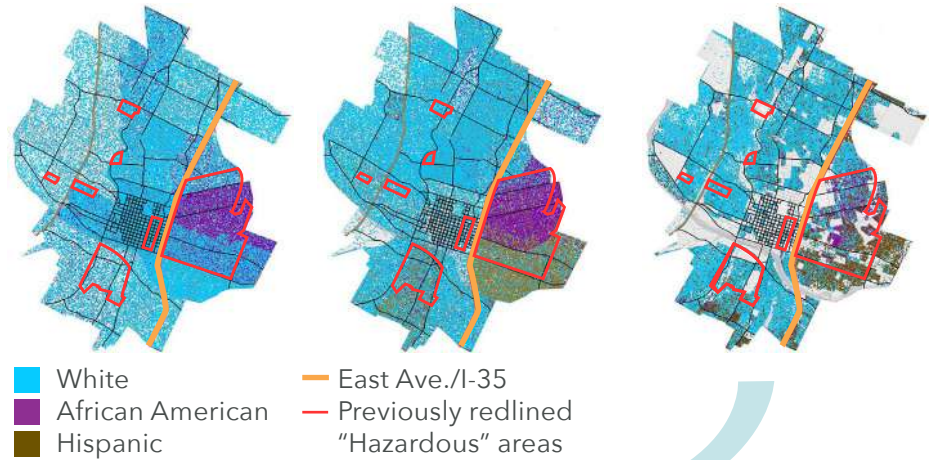 White
African American
Hispanic
East Ave./I-35
Previously redlined
“Hazardous” areas